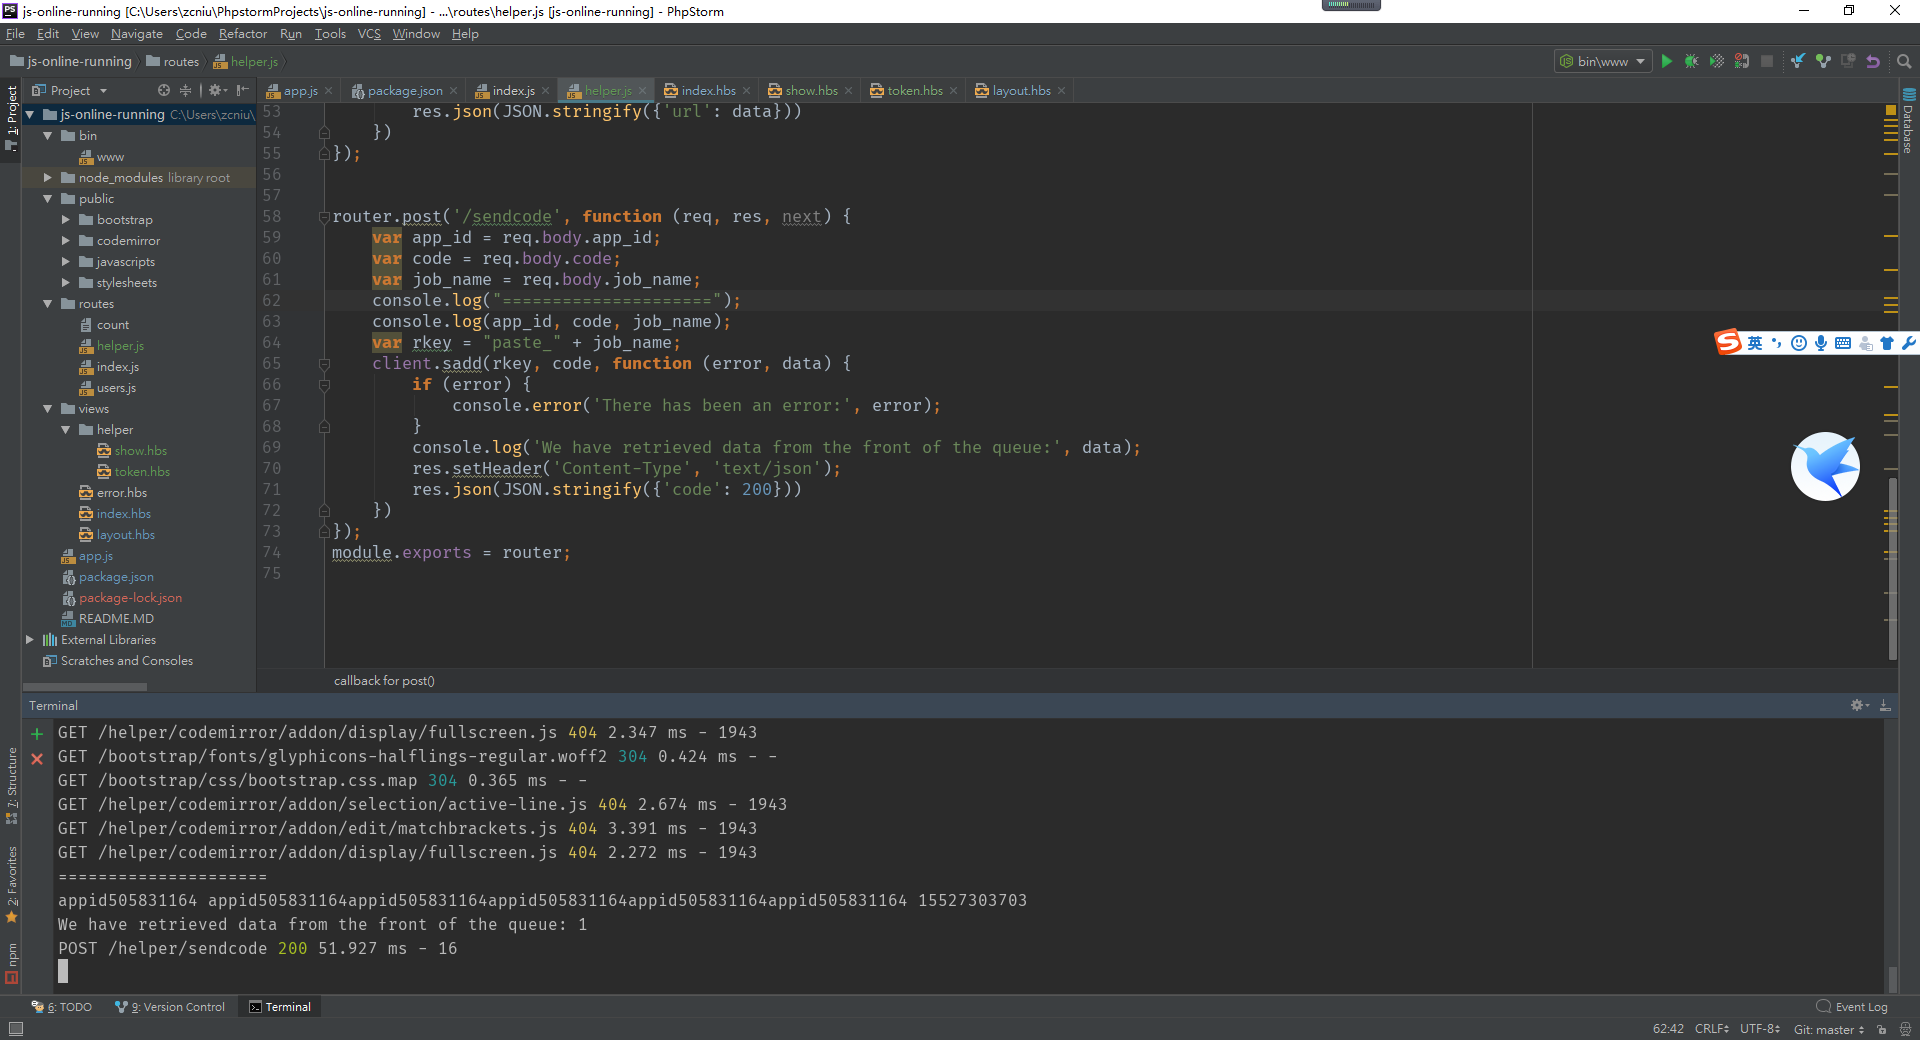 js-online-running [C:\Users\zcniu\PhpstormProjects\js-online-running] - ...\routes\helper.js [js-online-running] - PhpStorm
File Edit View Navigate Code Refactor Run Tools VCS Window Help
js-online-running routes helper.js bin\www
Project
app.js package.json index.js helper.js index.hbs show.hbs token.hbs layout.hbs
1: Project
js-online-running C:\Users\zcniu\
bin
www
node_modules library root
public
bootstrap
codemirror
javascripts
stylesheets
routes
count
helper.js
index.js
users.js
views
helper
show.hbs
token.hbs
error.hbs
index.hbs
layout.hbs
app.js
package.json
package-lock.json
README.MD
External Libraries
Scratches and Consoles
53 res.json(JSON.stringify({'url': data}))
54 })
55 });
56
57
58 router.post('/sendcode', function (req, res, next) {
59 var app_id = req.body.app_id;
60 var code = req.body.code;
61 var job_name = req.body.job_name;
62 console.log("=====================");
63 console.log(app_id, code, job_name);
64 var rkey = "paste_" + job_name;
65 client.sadd(rkey, code, function (error, data) {
66 if (error) {
67 console.error('There has been an error:', error);
68 }
69 console.log('We have retrieved data from the front of the queue:', data);
70 res.setHeader('Content-Type', 'text/json');
71 res.json(JSON.stringify({'code': 200}))
72 })
73 });
74 module.exports = router;
75
callback for post()
Database
英
Terminal
GET /helper/codemirror/addon/display/fullscreen.js 404 2.347 ms - 1943
GET /bootstrap/fonts/glyphicons-halflings-regular.woff2 304 0.424 ms - -
GET /bootstrap/css/bootstrap.css.map 304 0.365 ms - -
GET /helper/codemirror/addon/selection/active-line.js 404 2.674 ms - 1943
GET /helper/codemirror/addon/edit/matchbrackets.js 404 3.391 ms - 1943
GET /helper/codemirror/addon/display/fullscreen.js 404 2.272 ms - 1943
=====================
appid505831164 appid505831164appid505831164appid505831164appid505831164appid505831164 15527303703
We have retrieved data from the front of the queue: 1
POST /helper/sendcode 200 51.927 ms - 16
7: Structure
2: Favorites
npm
6: TODO 9: Version Control Terminal Event Log
62:42 CRLF UTF-8 Git: master